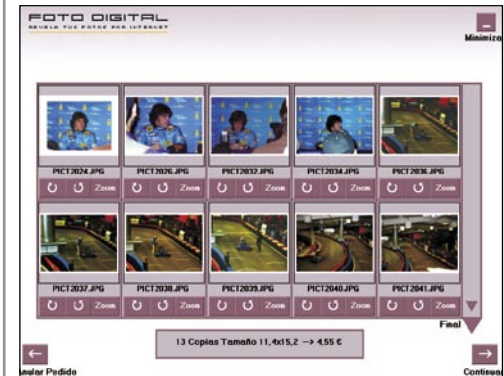 FOTO DIGITAL
REVELA TUS FOTOS POR INTERNET
Minimiza
PICT2024.JPG PICT2026.JPG PICT2032.JPG PICT2034.JPG PICT2036.JPG
Zoom Zoom Zoom Zoom Zoom
PICT2037.JPG PICT2038.JPG PICT2039.JPG PICT2040.JPG PICT2041.JPG
Zoom Zoom Zoom Zoom Zoom
Final
13 Copias Tamaño 11,4x15,2 --> 4,55 €
nular Pedido
Continua